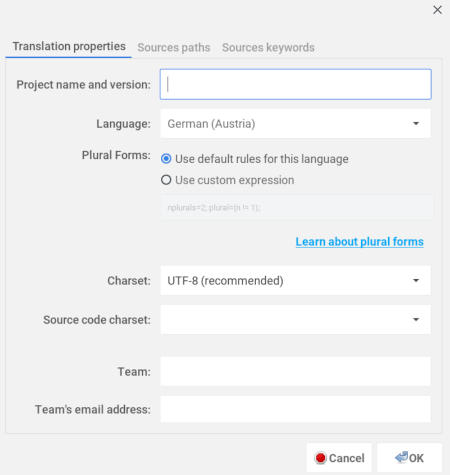 Translation properties Sources paths Sources keywords
Project name and version:
Language: German (Austria)
Plural Forms: Use default rules for this language
Use custom expression
nplurals=2; plural=(n != 1);
Learn about plural forms
Charset: UTF-8 (recommended)
Source code charset:
Team:
Team's email address:
Cancel OK